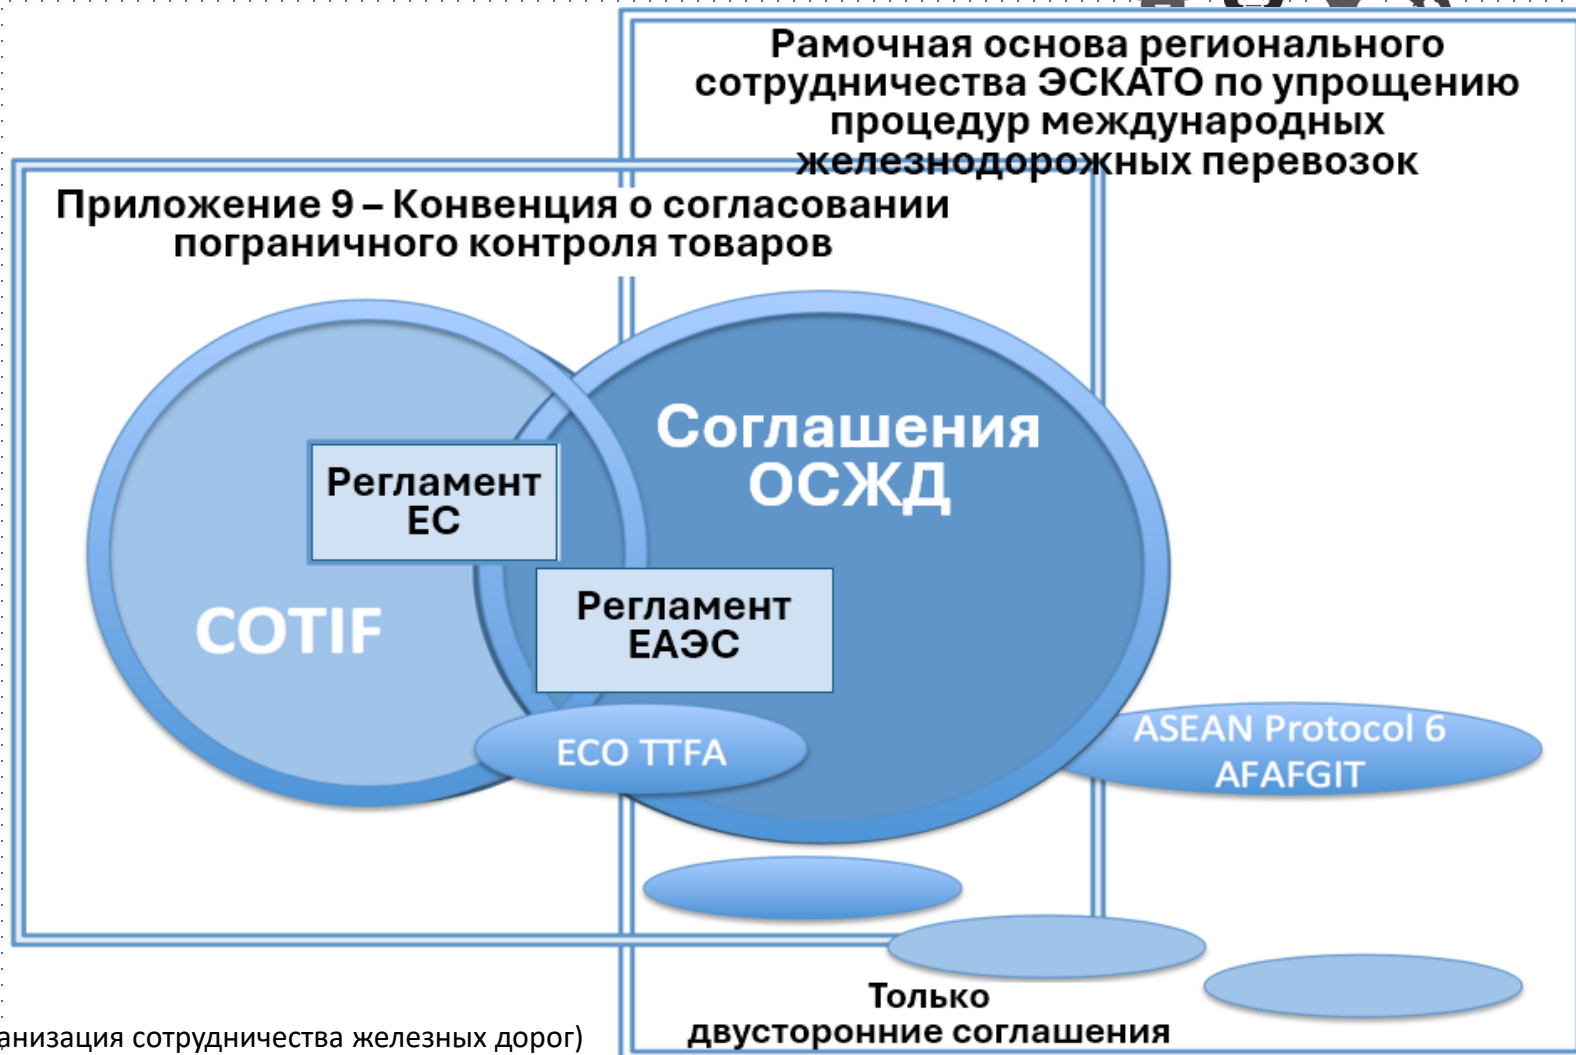 Рамочная основа регионального
сотрудничества ЭСКАТО по упрощению
процедур международных
железнодорожных перевозок
Приложение 9 – Конвенция о согласовании
пограничного контроля товаров
Соглашения
ОСЖД
Регламент
ЕС
Регламент
ЕАЭС
COTIF
ECO TTFA
ASEAN Protocol 6
AFAFGIT
Только
двусторонние соглашения
анизация сотрудничества железных дорог)